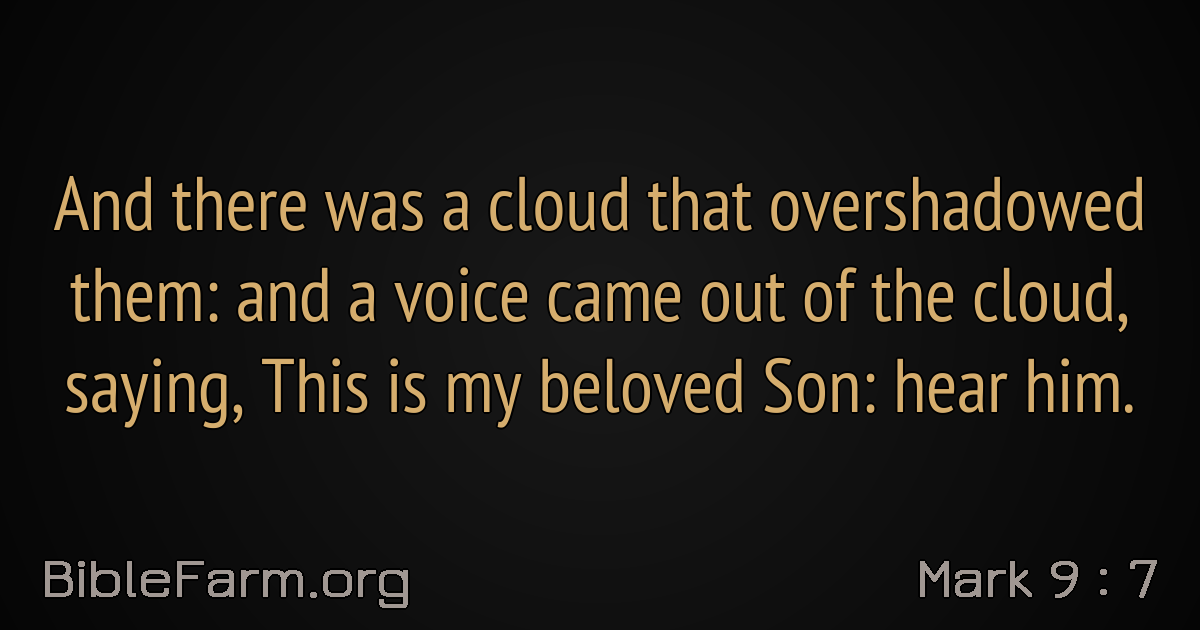 And there was a cloud that overshadowed
them: and a voice came out of the cloud,
saying, This is my beloved Son: hear him.
BibleFarm.org
Mark 9 : 7